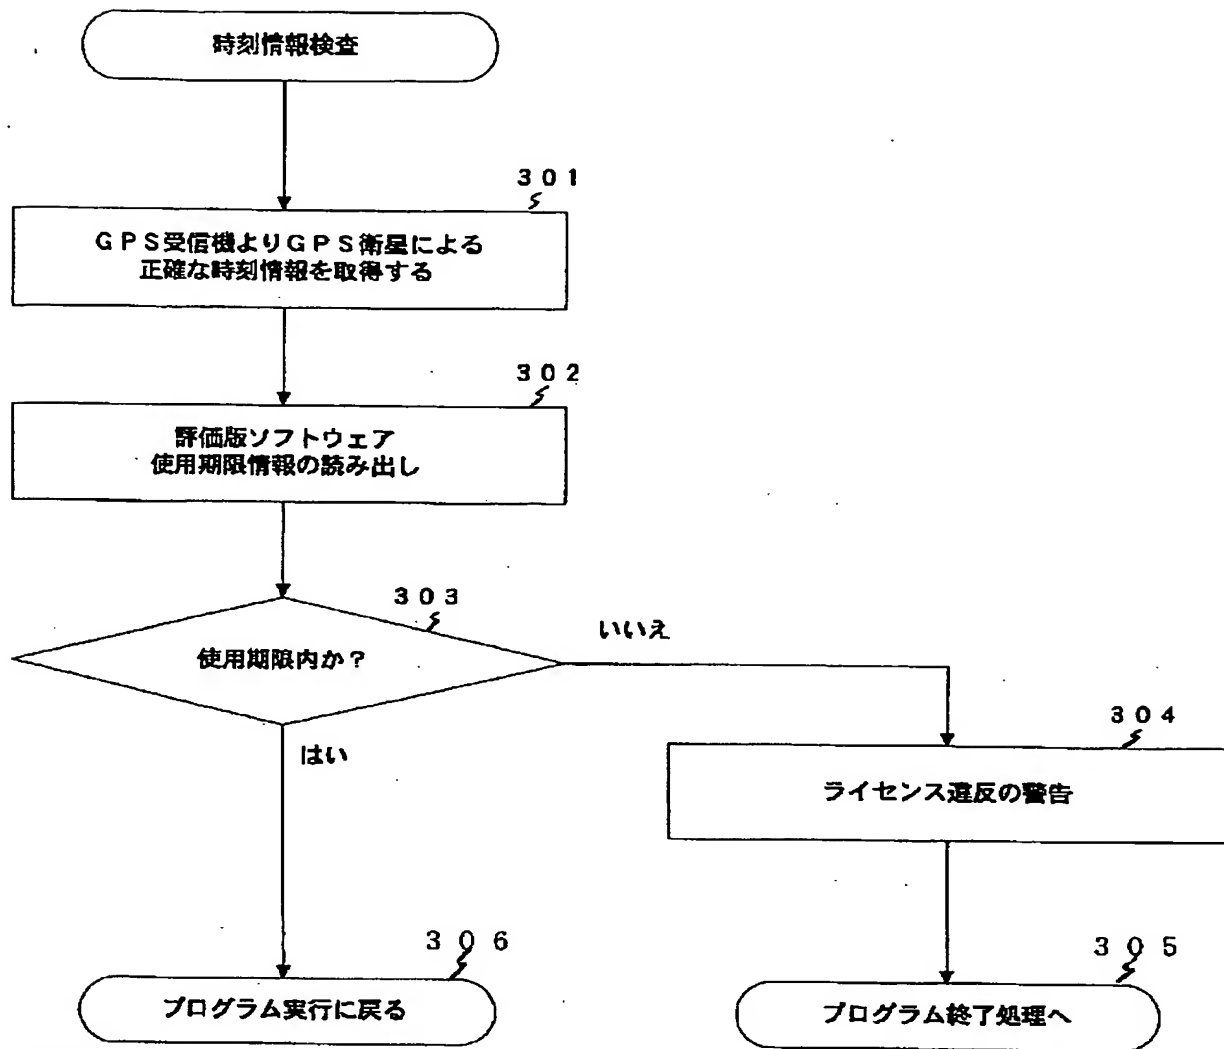 時刻情報検査
301
GPS受信機よりGPS衛星による
正確な時刻情報を取得する
302
評価版ソフトウェア
使用期限情報の読み出し
303
使用期限内か?
いいえ
はい
304
ライセンス違反の警告
306
プログラム実行に戻る
305
プログラム終了処理へ